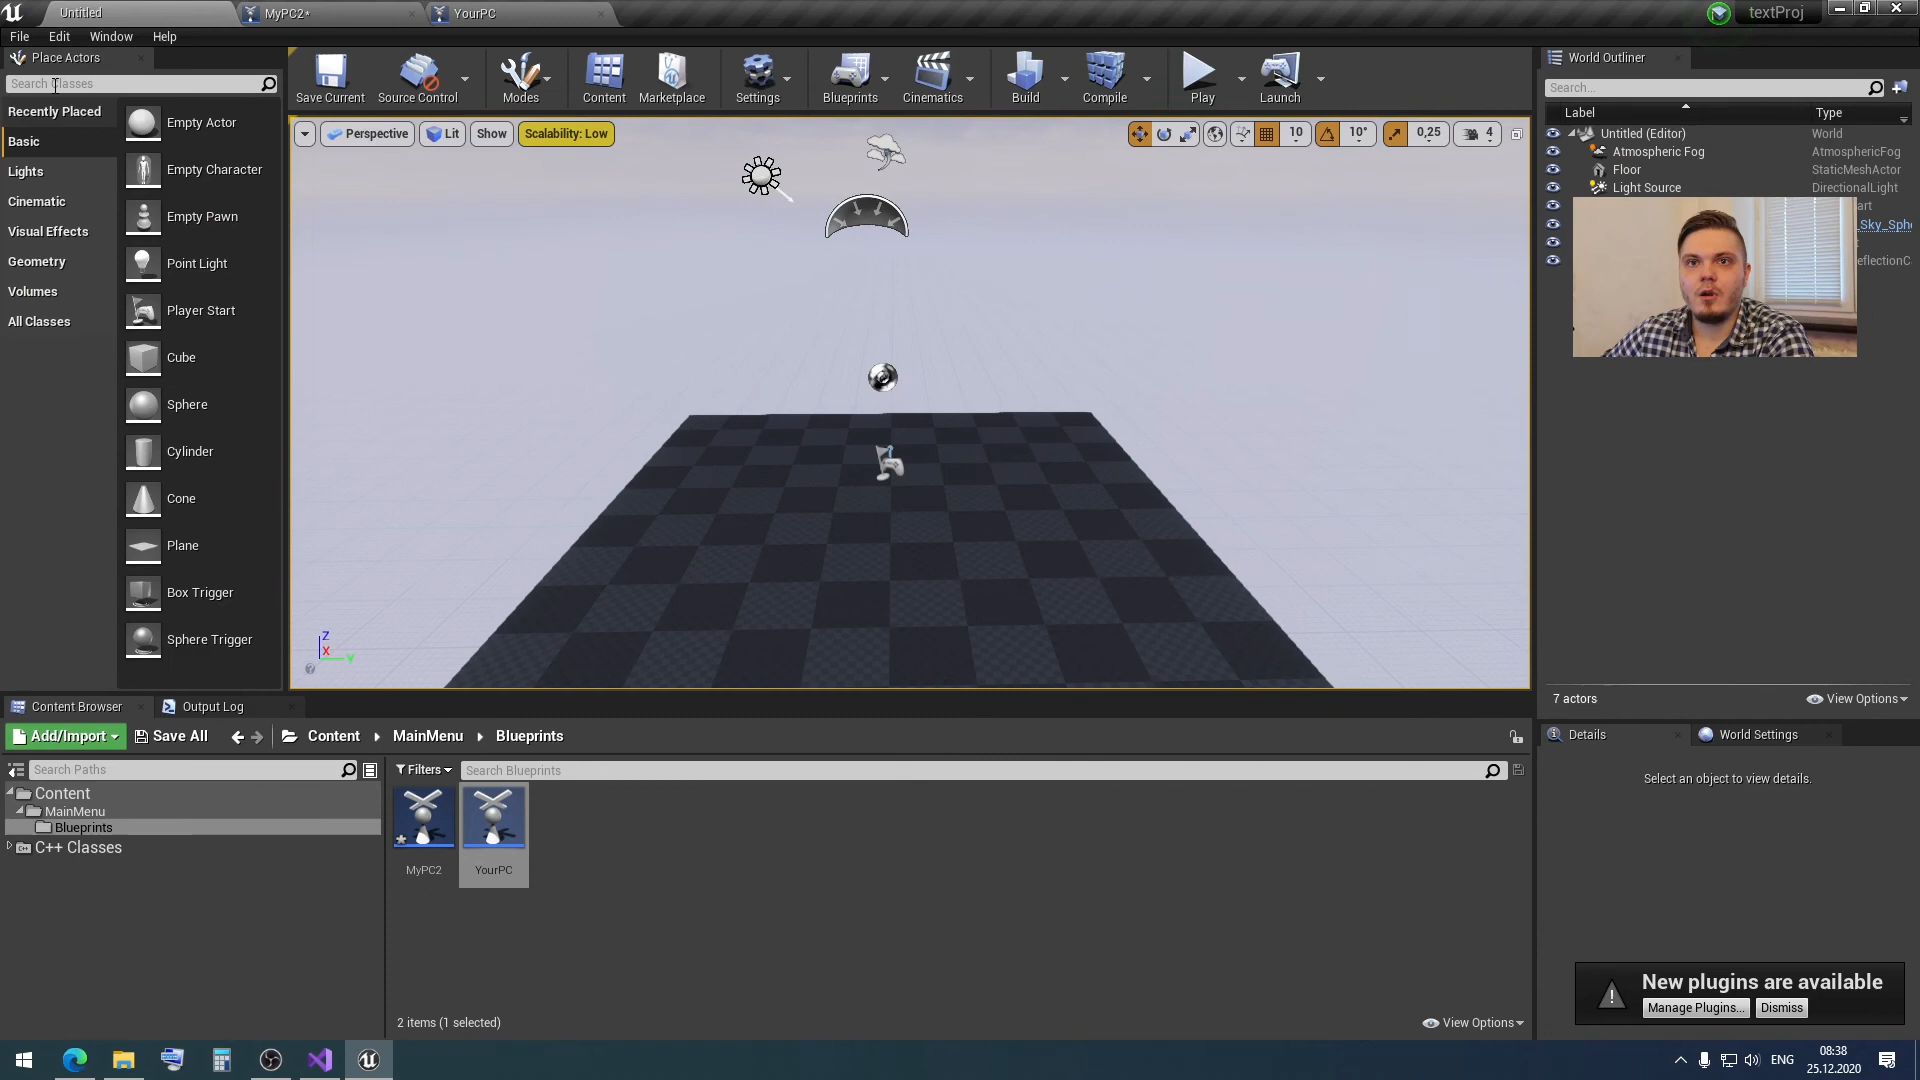 Untitled
MyPC2*
YourPC
textProj
File Edit Window Help
Place Actors
Search Classes
Recently Placed
Basic
Lights
Cinematic
Visual Effects
Geometry
Volumes
All Classes
Empty Actor
Empty Character
Empty Pawn
Point Light
Player Start
Cube
Sphere
Cylinder
Cone
Plane
Box Trigger
Sphere Trigger
Save Current Source Control Modes Content Marketplace Settings Blueprints Cinematics Build Compile Play Launch
Perspective Lit Show Scalability: Low
10 10° 0,25 4
Z
X
Y
World Outliner
Search...
Label Type
Untitled (Editor) World
Atmospheric Fog AtmosphericFog
Floor StaticMeshActor
Light Source DirectionalLight
7 actors View Options
Details World Settings
Select an object to view details.
Content Browser Output Log
Add/Import Save All Content MainMenu Blueprints
Search Paths
Filters Search Blueprints
Content
MainMenu
Blueprints
C++ Classes
MyPC2 YourPC
2 items (1 selected) View Options
New plugins are available
Manage Plugins... Dismiss
ENG
08:38
25.12.2020